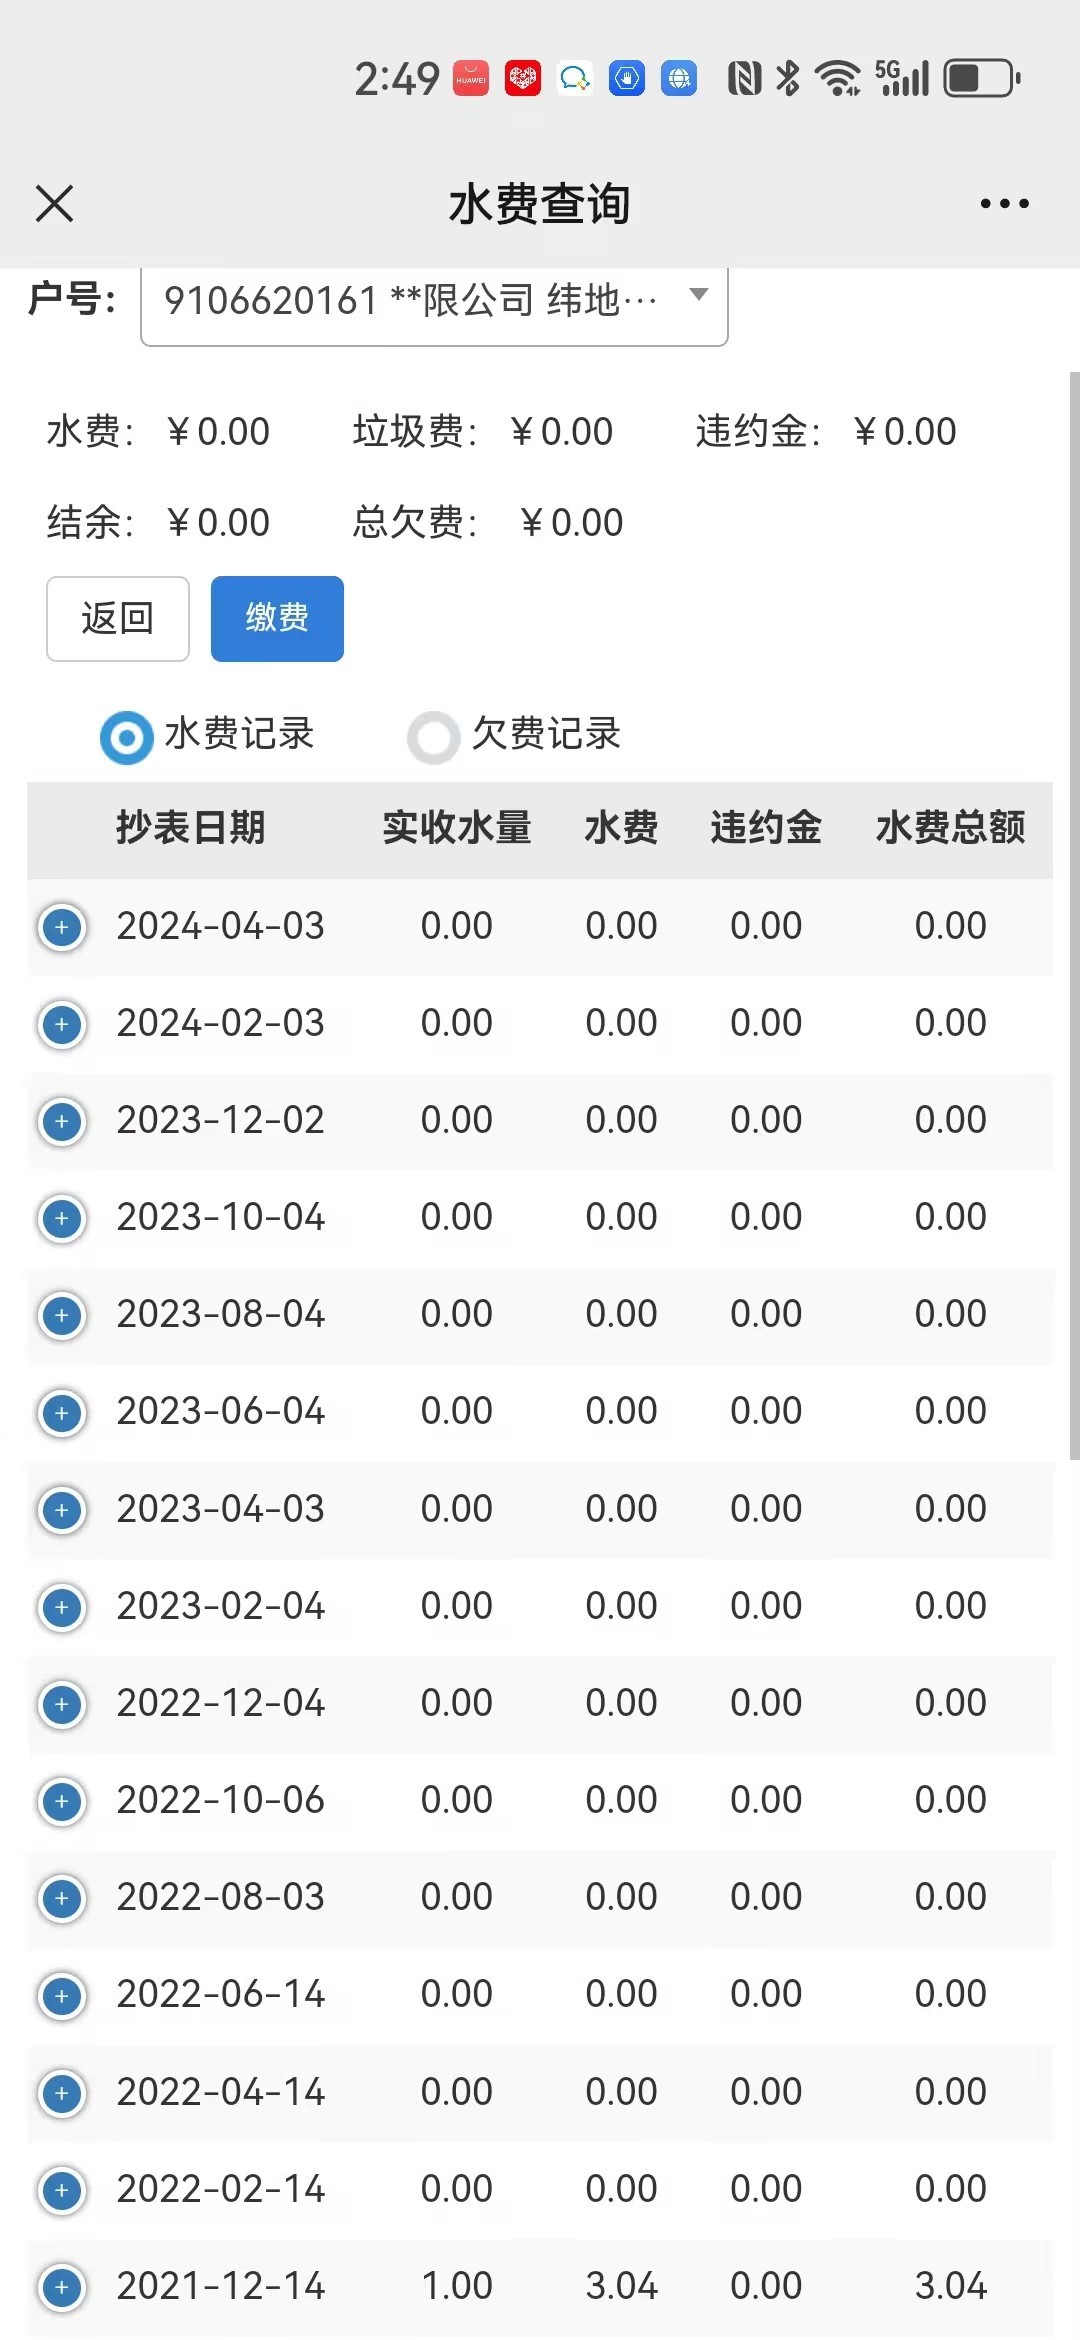 2:49 HUAWEI 5G
水费查询
户号： 9106620161 **限公司 纬地…
水费： ￥0.00 垃圾费： ￥0.00 违约金： ￥0.00
结余： ￥0.00 总欠费： ￥0.00
返回 缴费
水费记录 欠费记录
抄表日期 实收水量 水费 违约金 水费总额
2024-04-03 0.00 0.00 0.00 0.00
2024-02-03 0.00 0.00 0.00 0.00
2023-12-02 0.00 0.00 0.00 0.00
2023-10-04 0.00 0.00 0.00 0.00
2023-08-04 0.00 0.00 0.00 0.00
2023-06-04 0.00 0.00 0.00 0.00
2023-04-03 0.00 0.00 0.00 0.00
2023-02-04 0.00 0.00 0.00 0.00
2022-12-04 0.00 0.00 0.00 0.00
2022-10-06 0.00 0.00 0.00 0.00
2022-08-03 0.00 0.00 0.00 0.00
2022-06-14 0.00 0.00 0.00 0.00
2022-04-14 0.00 0.00 0.00 0.00
2022-02-14 0.00 0.00 0.00 0.00
2021-12-14 1.00 3.04 0.00 3.04